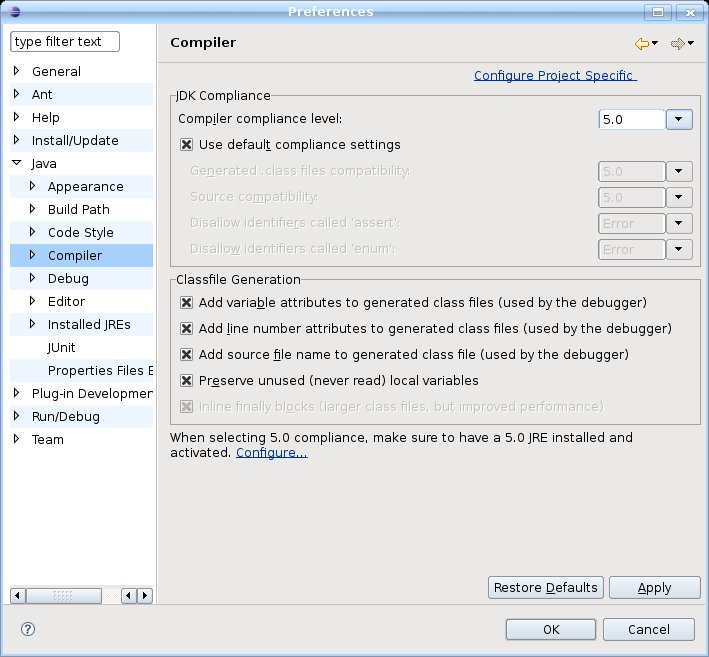 Preferences
type filter text
General
Ant
Help
Install/Update
Java
Appearance
Build Path
Code Style
Compiler
Debug
Editor
Installed JREs
JUnit
Properties Files E
Plug-in Developmen
Run/Debug
Team
Compiler
Configure Project Specific
JDK Compliance
Compiler compliance level: 5.0
Use default compliance settings
Generated .class files compatibility: 5.0
Source compatibility: 5.0
Disallow identifiers called 'assert': Error
Disallow identifiers called 'enum': Error
Classfile Generation
Add variable attributes to generated class files (used by the debugger)
Add line number attributes to generated class files (used by the debugger)
Add source file name to generated class file (used by the debugger)
Preserve unused (never read) local variables
Inline finally blocks (larger class files, but improved performance)
When selecting 5.0 compliance, make sure to have a 5.0 JRE installed and
activated. Configure...
Restore Defaults Apply
? OK Cancel